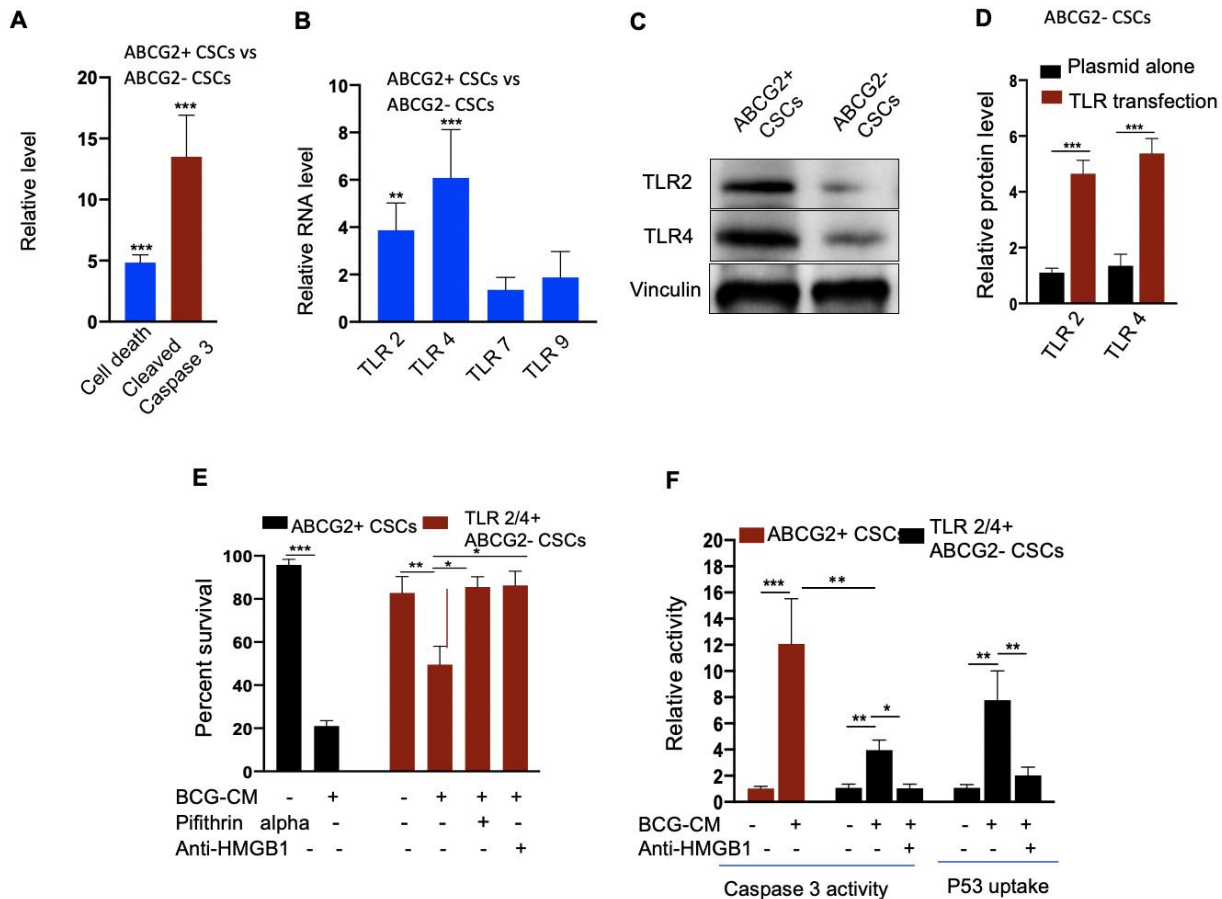 A
ABCG2+ CSCs vs
ABCG2- CSCs
***
***
20
15
10
5
0
Relative level
Cell death
Cleaved
Caspase 3
B
ABCG2+ CSCs vs
ABCG2- CSCs
***
**
10
8
6
4
2
0
Relative RNA level
TLR 2
TLR 4
TLR 7
TLR 9
C
ABCG2+
CSCs
ABCG2-
CSCs
TLR2
TLR4
Vinculin
D
ABCG2- CSCs
Plasmid alone
TLR transfection
***
***
8
6
4
2
0
Relative protein level
TLR 2
TLR 4
E
ABCG2+ CSCs
TLR 2/4+
ABCG2- CSCs
***
**
*
*
100
80
60
40
20
0
Percent survival
BCG-CM - + - + + +
Pifithrin alpha - - - + -
Anti-HMGB1 - - - - - +
F
ABCG2+ CSCs
TLR 2/4+
ABCG2- CSCs
***
**
**
*
**
**
20
18
16
14
12
10
8
6
4
2
0
Relative activity
BCG-CM - + - + + - + +
Anti-HMGB1 - - - - + - - +
Caspase 3 activity
P53 uptake